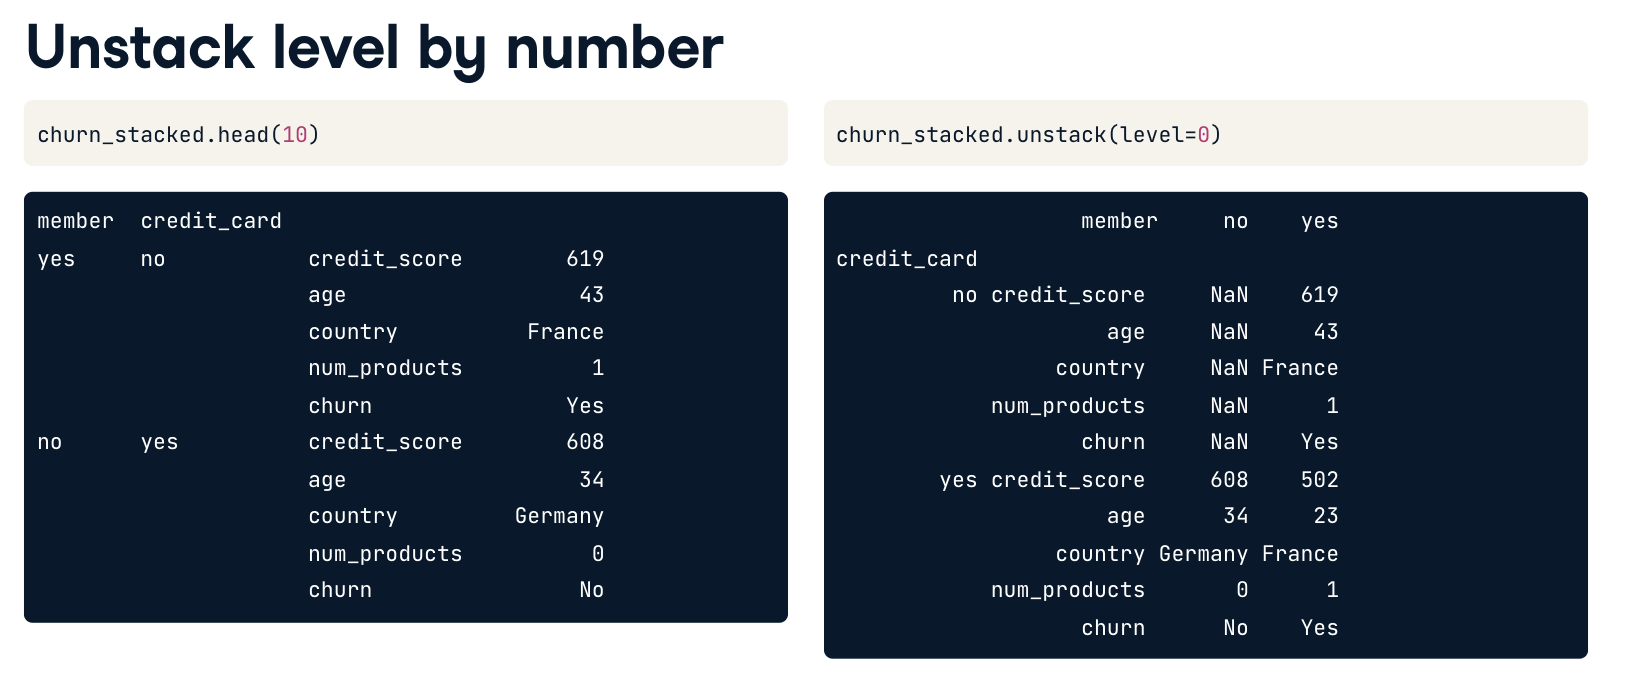 Unstack level by number
churn_stacked.head(10)
member credit_card
yes no credit_score 619
age 43
country France
num_products 1
churn Yes
no yes credit_score 608
age 34
country Germany
num_products 0
churn No
churn_stacked.unstack(level=0)
member no yes
credit_card
no credit_score NaN 619
age NaN 43
country NaN France
num_products NaN 1
churn NaN Yes
yes credit_score 608 502
age 34 23
country Germany France
num_products 0 1
churn No Yes